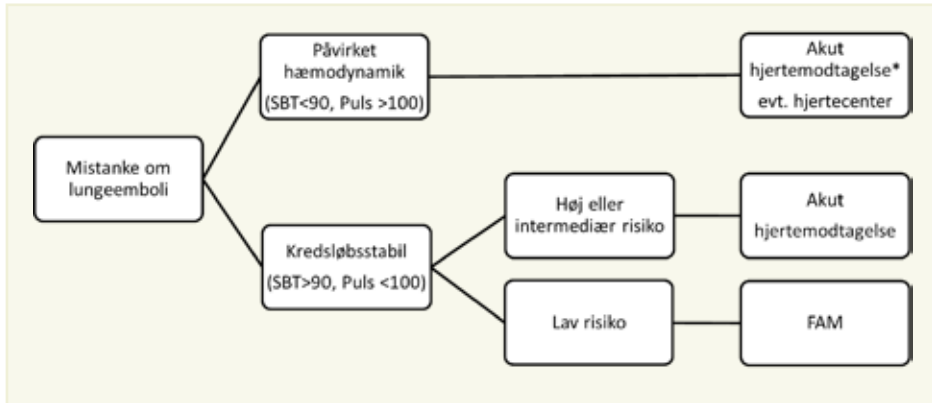 Påvirket
hæmodynamik
(SBT<90, Puls >100)
Akut
hjertemodtagelse*
evt. hjertecenter
Mistanke om
lungeemboli
Høj eller
intermediær risiko
Akut
hjertemodtagelse
Kredsløbsstabil
(SBT>90, Puls <100)
Lav risiko
FAM